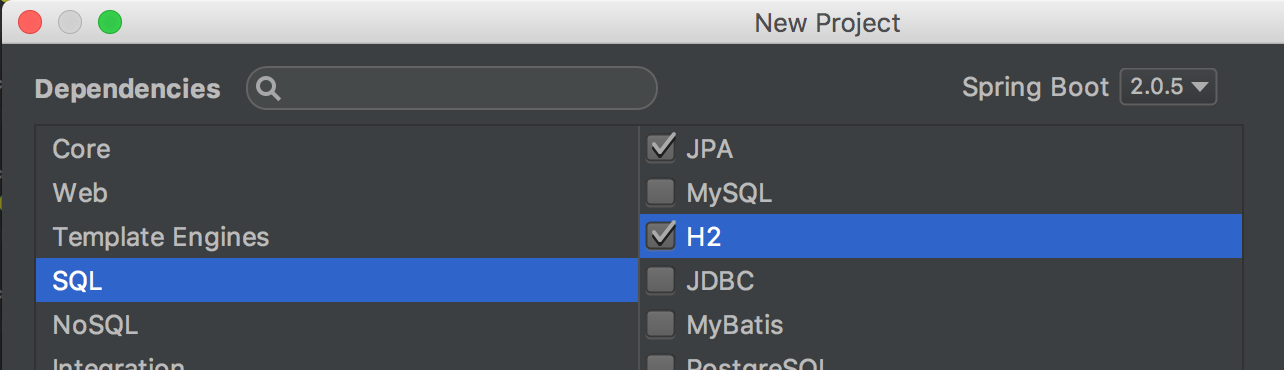 New Project
Dependencies
Spring Boot 2.0.5
Core
Web
Template Engines
SQL
NoSQL
Integration
JPA
MySQL
H2
JDBC
MyBatis
PostgreSQL